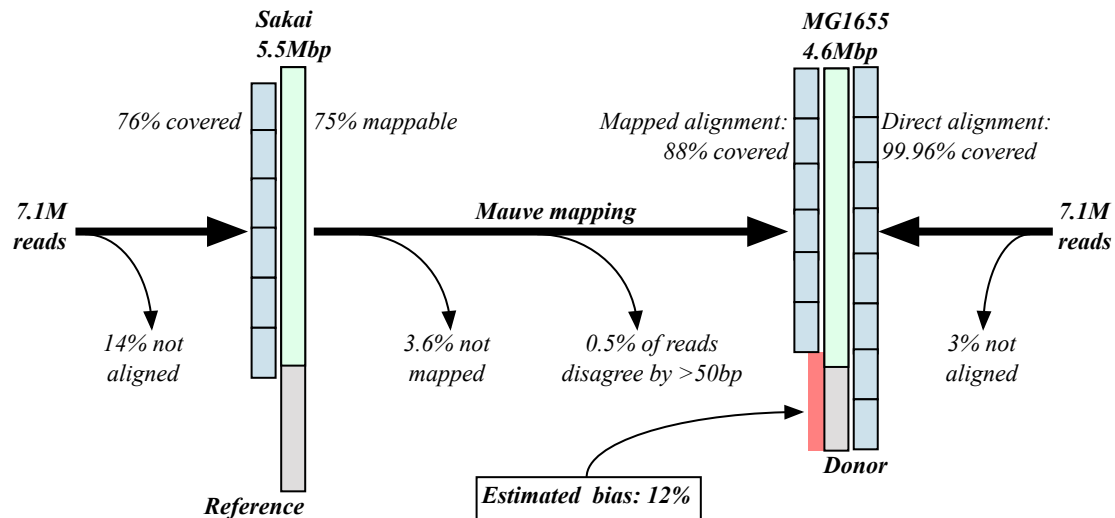 Sakai
5.5Mbp
MG1655
4.6Mbp
76% covered
75% mappable
Mapped alignment:
88% covered
Direct alignment:
99.96% covered
7.1M
reads
Mauve mapping
7.1M
reads
14% not
aligned
3.6% not
mapped
0.5% of reads
disagree by >50bp
3% not
aligned
Donor
Estimated bias: 12%
Reference